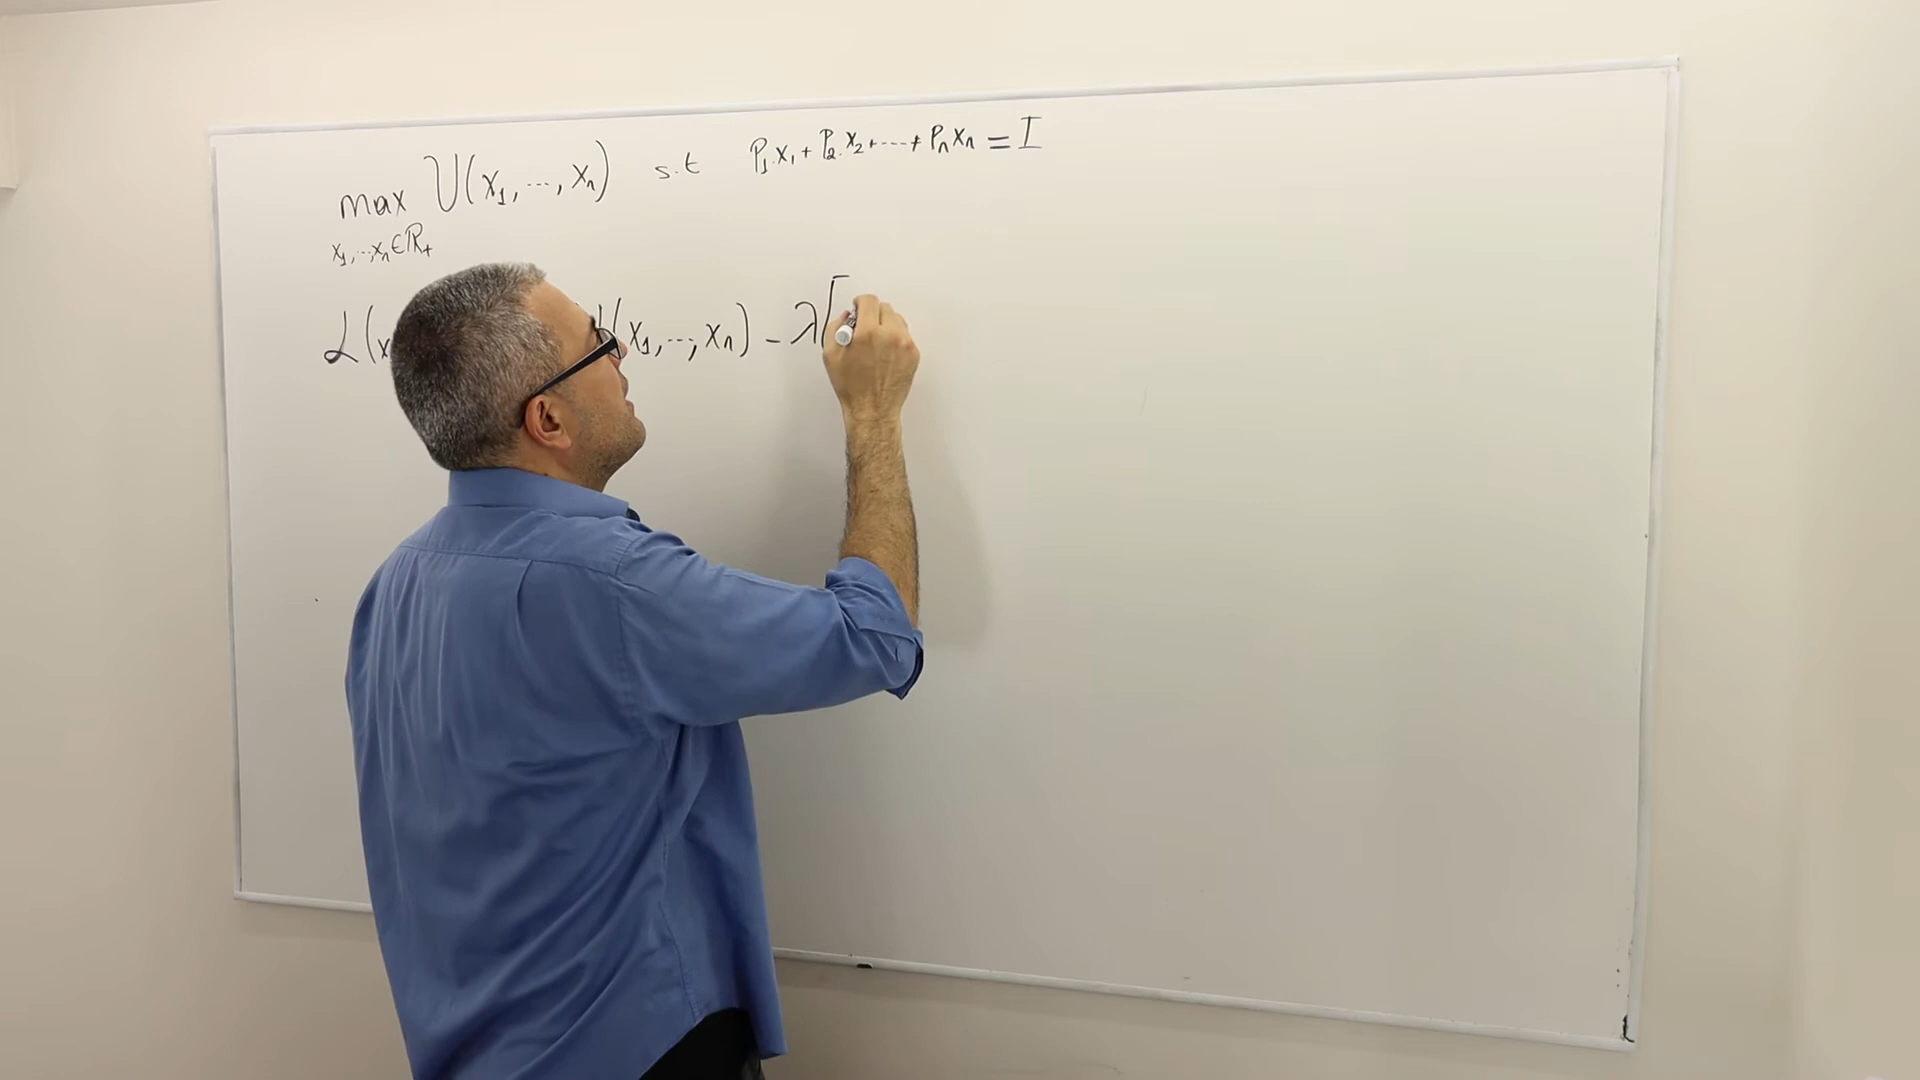 max U(x₁, ..., xₙ) s.t P₁.x₁ + P₂.x₂ + ---- + PₙXₙ = I
x₁, ..., xₙ ∈ ℝ₊
ℒ(x (x₁, ..., xₙ) - λ[